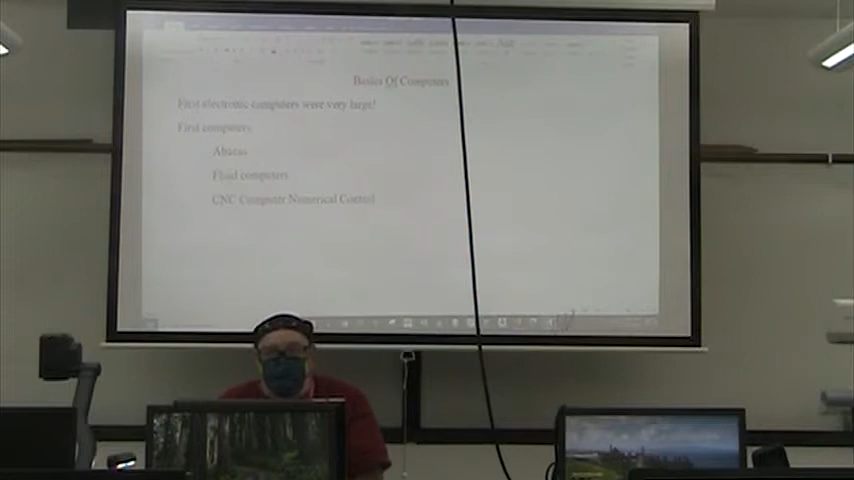 Basics Of Computers
First electronic computers were very large!
First computers
Abacus
Fluid computers
CNC Computer Numerical Control